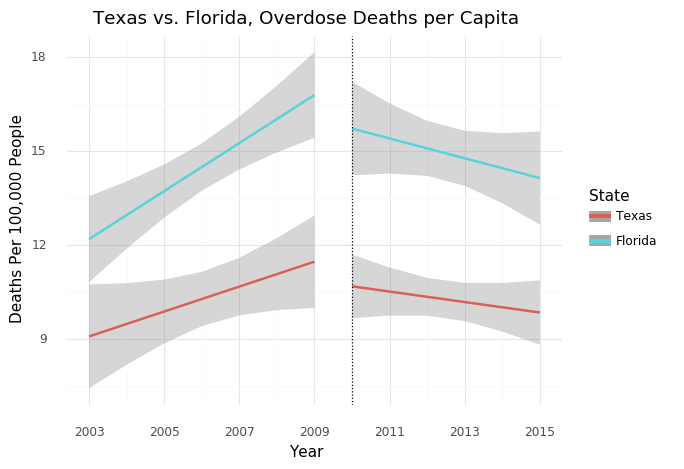 Texas vs. Florida, Overdose Deaths per Capita
18
15
12
9
Deaths Per 100,000 People
2003 2005 2007 2009 2011 2013 2015
Year
State
Texas
Florida